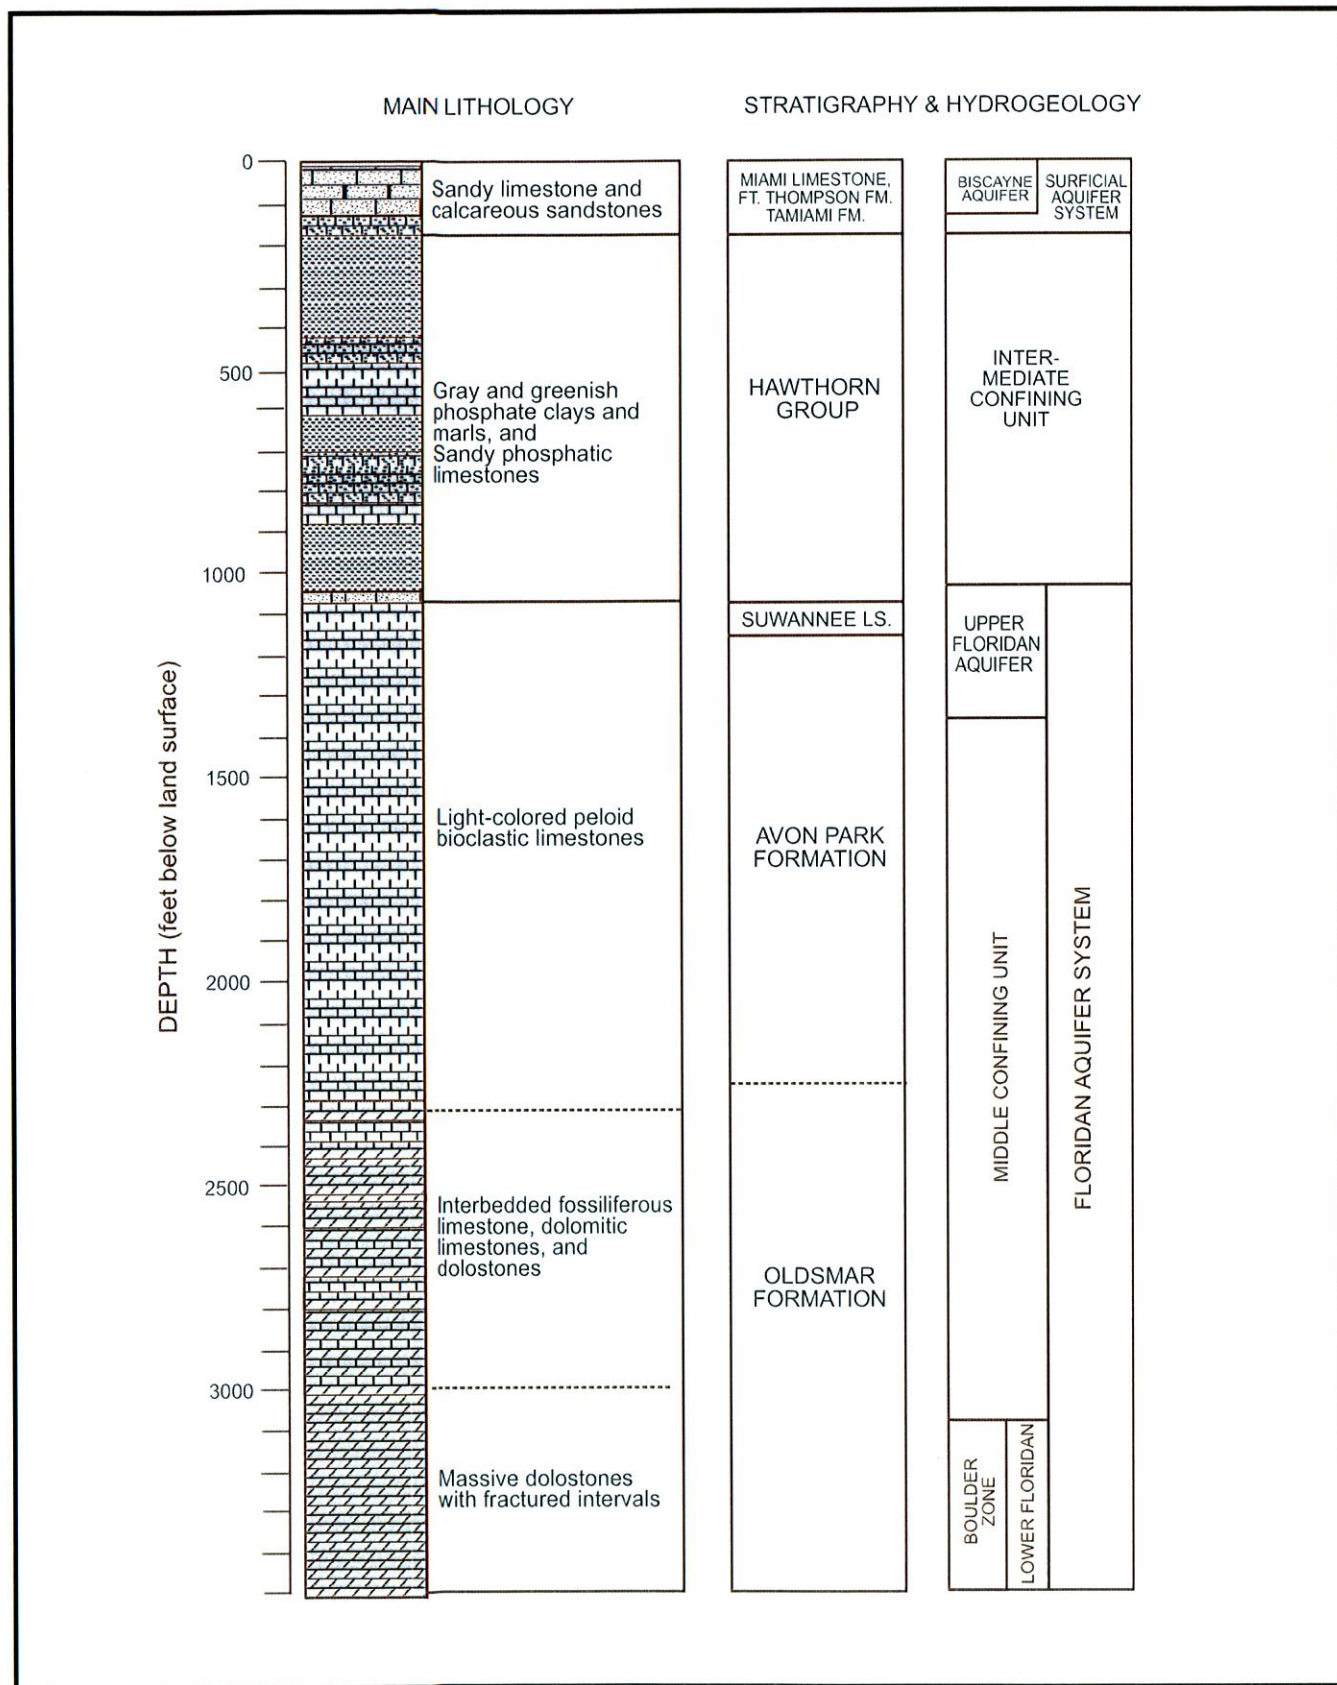 MAIN LITHOLOGY
STRATIGRAPHY & HYDROGEOLOGY
DEPTH (feet below land surface)
0
500
1000
1500
2000
2500
3000
Sandy limestone and
calcareous sandstones
Gray and greenish
phosphate clays and
marls, and
Sandy phosphatic
limestones
Light-colored peloid
bioclastic limestones
Interbedded fossiliferous
limestone, dolomitic
limestones, and
dolostones
Massive dolostones
with fractured intervals
MIAMI LIMESTONE,
FT. THOMPSON FM.
TAMIAMI FM.
HAWTHORN
GROUP
SUWANNEE LS.
AVON PARK
FORMATION
OLDSMAR
FORMATION
BISCAYNE
AQUIFER
SURFICIAL
AQUIFER
SYSTEM
INTER-
MEDIATE
CONFINING
UNIT
UPPER
FLORIDAN
AQUIFER
MIDDLE CONFINING UNIT
FLORIDAN AQUIFER SYSTEM
BOULDER
ZONE
LOWER FLORIDAN